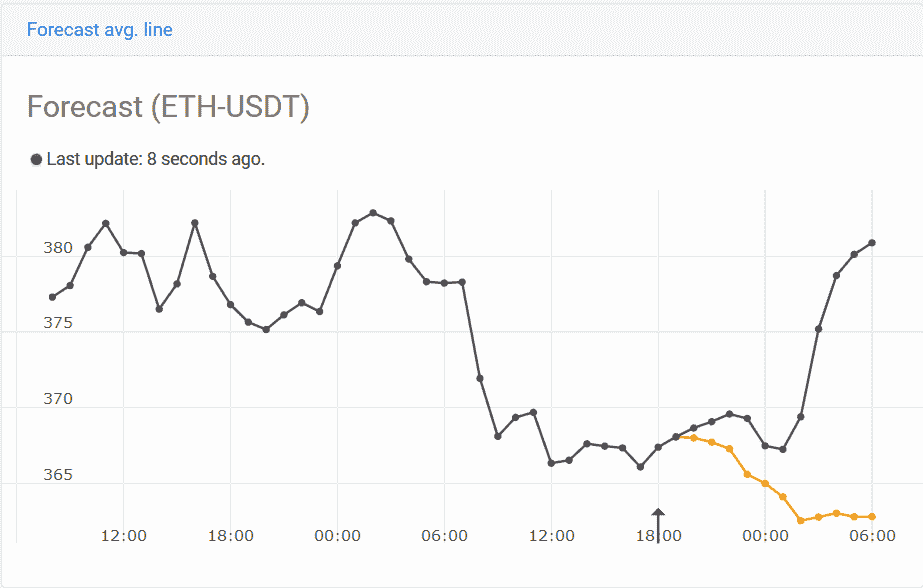 Forecast avg. line
Forecast (ETH-USDT)
Last update: 8 seconds ago.
380
375
370
365
12:00 18:00 00:00 06:00 12:00 18:00 00:00 06:00